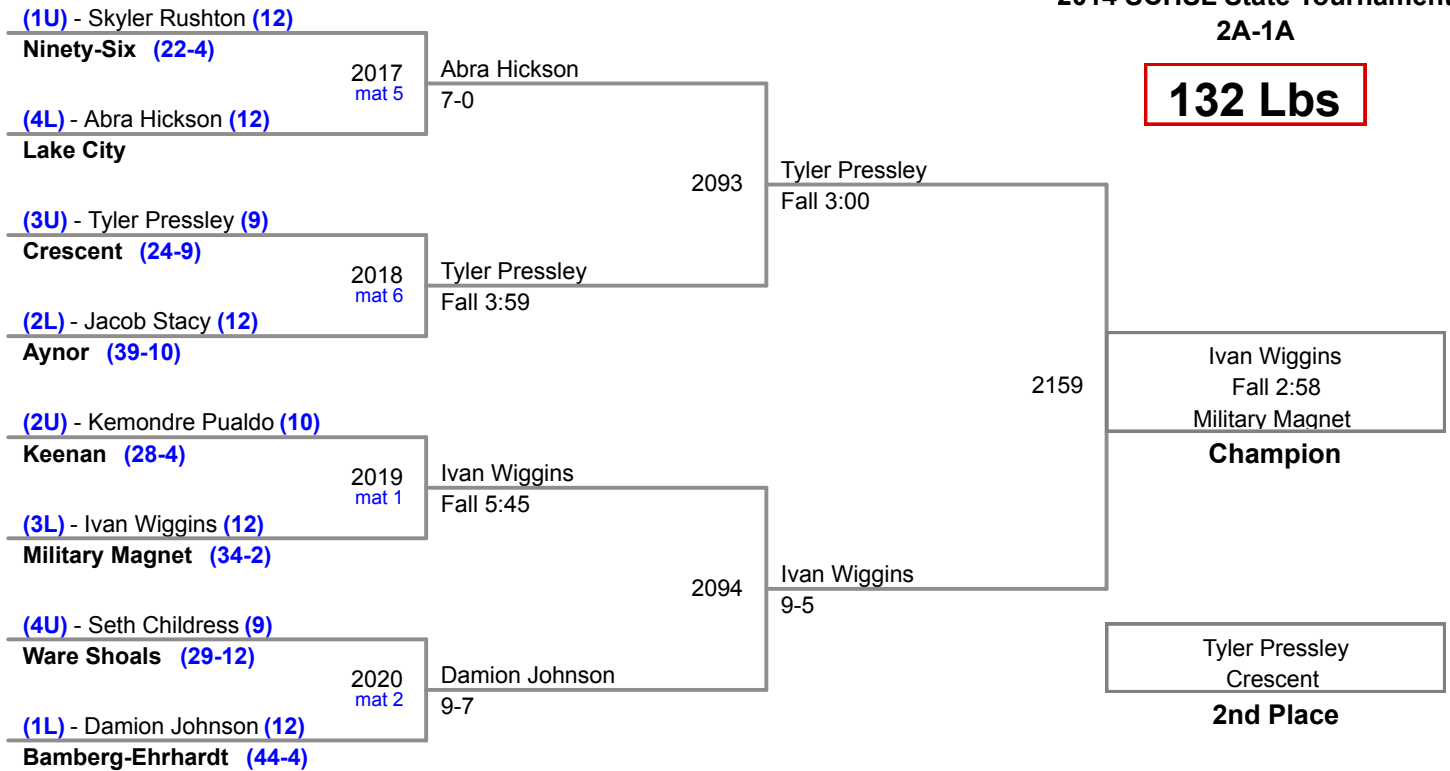 2014 SCHSL State Tournament
2A-1A
132 Lbs
(1U) - Skyler Rushton (12)
Ninety-Six (22-4)
2017
mat 5
Abra Hickson
7-0
(4L) - Abra Hickson (12)
Lake City
2093
Tyler Pressley
Fall 3:00
(3U) - Tyler Pressley (9)
Crescent (24-9)
2018
mat 6
Tyler Pressley
Fall 3:59
(2L) - Jacob Stacy (12)
Aynor (39-10)
2159
Ivan Wiggins
Fall 2:58
Military Magnet
Champion
(2U) - Kemondre Pualdo (10)
Keenan (28-4)
2019
mat 1
Ivan Wiggins
Fall 5:45
(3L) - Ivan Wiggins (12)
Military Magnet (34-2)
2094
Ivan Wiggins
9-5
(4U) - Seth Childress (9)
Ware Shoals (29-12)
2020
mat 2
Damion Johnson
9-7
(1L) - Damion Johnson (12)
Bamberg-Ehrhardt (44-4)
Tyler Pressley
Crescent
2nd Place